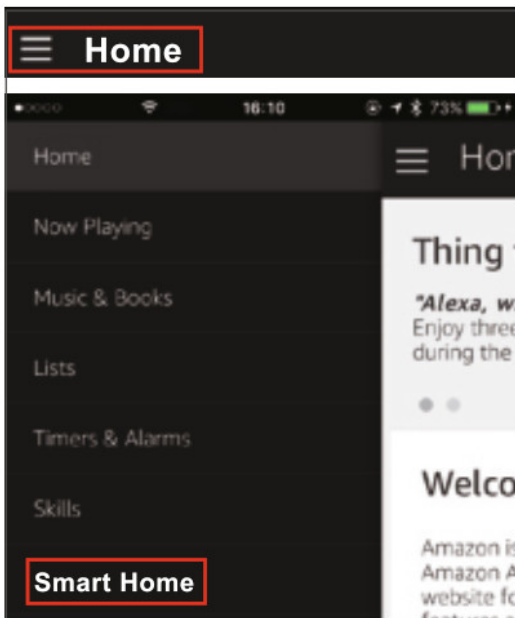 Home
16:10 73%
Home
Hor
Now Playing
Thing
Music & Books
"Alexa, w
Enjoy three
during the
Lists
Timers & Alarms
Welco
Skills
Amazon is
Amazon A
website fo
Smart Home